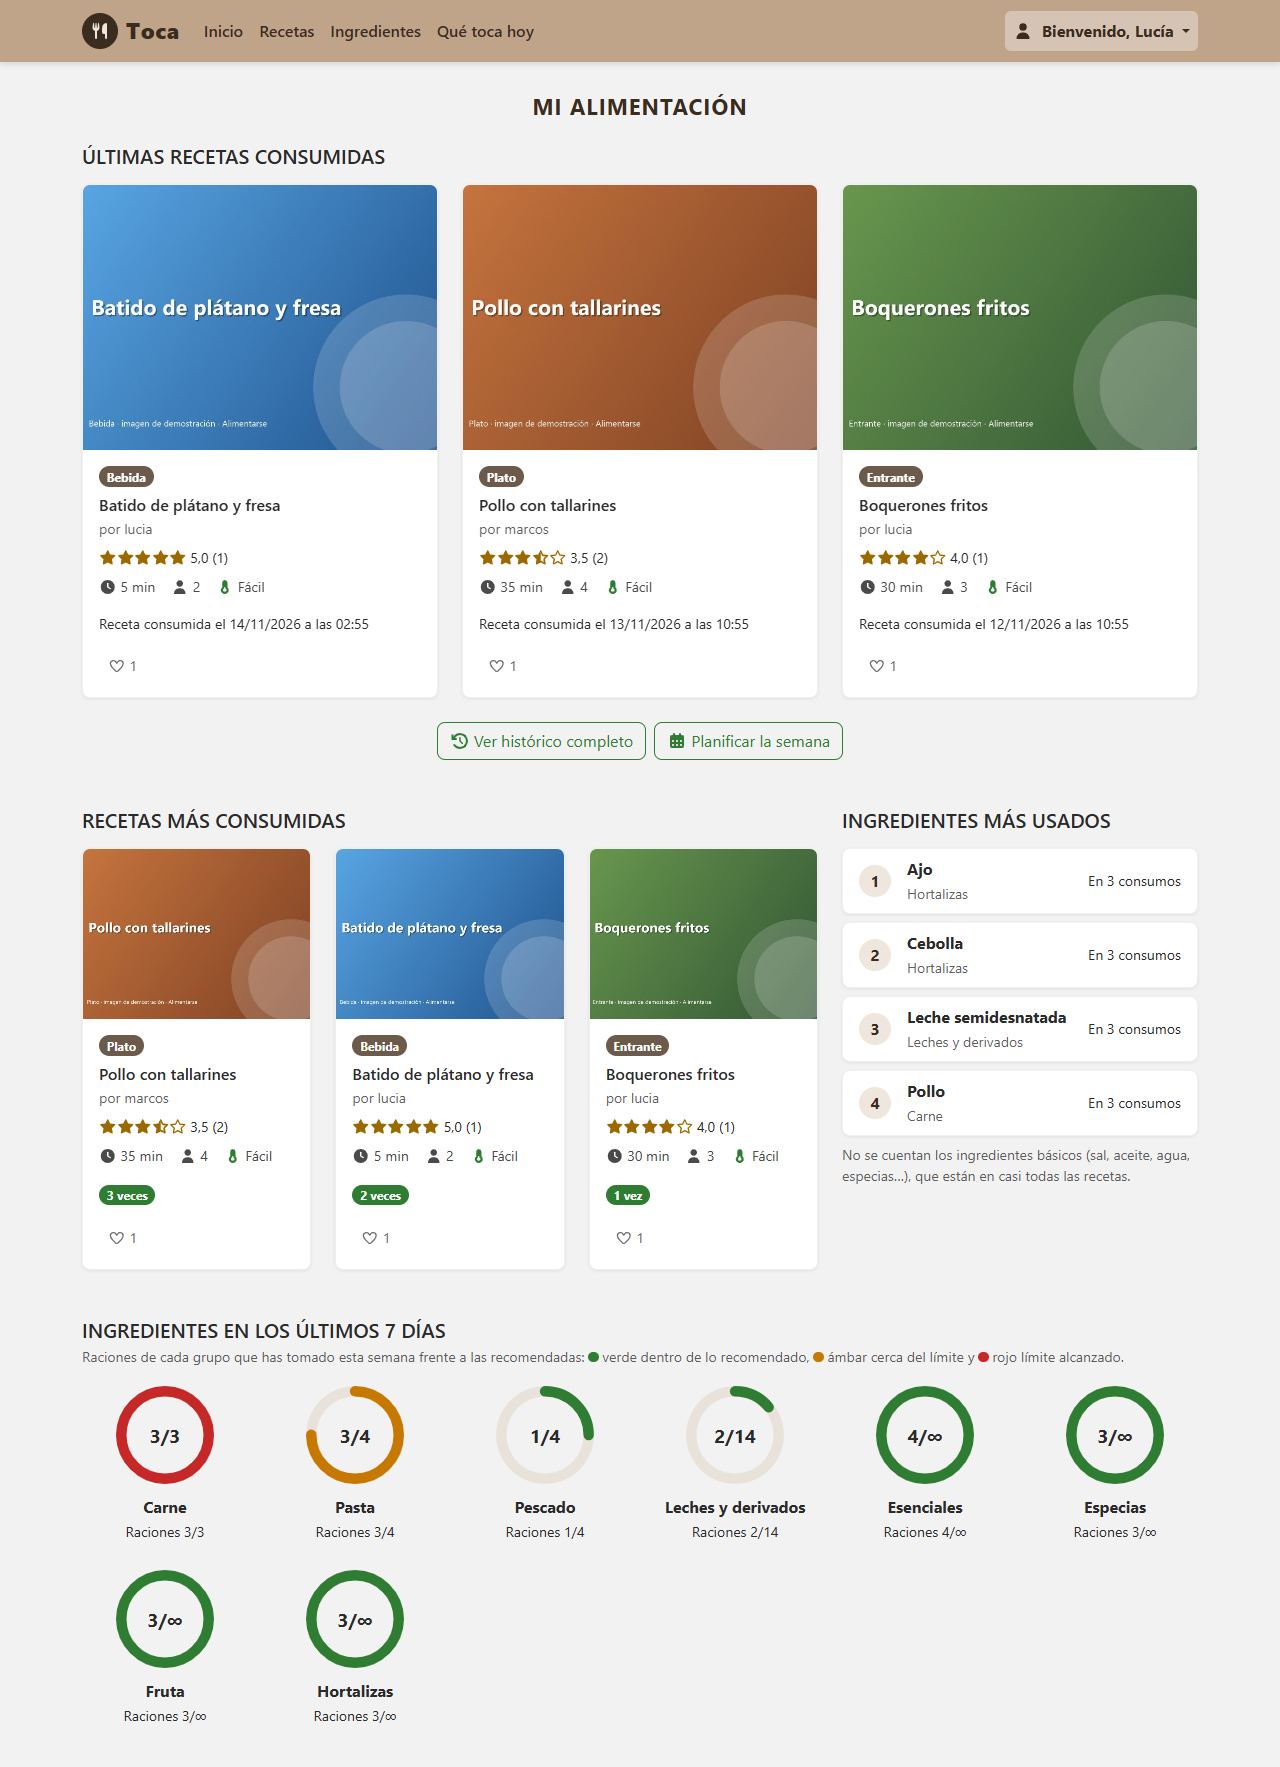 Toca Inicio Recetas Ingredientes Qué toca hoy Bienvenido, Lucía
MI ALIMENTACIÓN
ÚLTIMAS RECETAS CONSUMIDAS
Batido de plátano y fresa
Bebida · imagen de demostración · Alimentarse
Bebida
Batido de plátano y fresa
por lucia
5,0 (1)
5 min 2 Fácil
Receta consumida el 14/11/2026 a las 02:55
1
Pollo con tallarines
Plato · imagen de demostración · Alimentarse
Plato
Pollo con tallarines
por marcos
3,5 (2)
35 min 4 Fácil
Receta consumida el 13/11/2026 a las 10:55
1
Boquerones fritos
Entrante · imagen de demostración · Alimentarse
Entrante
Boquerones fritos
por lucia
4,0 (1)
30 min 3 Fácil
Receta consumida el 12/11/2026 a las 10:55
1
Ver histórico completo Planificar la semana
RECETAS MÁS CONSUMIDAS
Pollo con tallarines
Plato · imagen de demostración · Alimentarse
Plato
Pollo con tallarines
por marcos
3,5 (2)
35 min 4 Fácil
3 veces
1
Batido de plátano y fresa
Bebida · imagen de demostración · Alimentarse
Bebida
Batido de plátano y fresa
por lucia
5,0 (1)
5 min 2 Fácil
2 veces
1
Boquerones fritos
Entrante · imagen de demostración · Alimentarse
Entrante
Boquerones fritos
por lucia
4,0 (1)
30 min 3 Fácil
1 vez
1
INGREDIENTES MÁS USADOS
1 Ajo
Hortalizas
En 3 consumos
2 Cebolla
Hortalizas
En 3 consumos
3 Leche semidesnatada
Leches y derivados
En 3 consumos
4 Pollo
Carne
En 3 consumos
No se cuentan los ingredientes básicos (sal, aceite, agua,
especias...), que están en casi todas las recetas.
INGREDIENTES EN LOS ÚLTIMOS 7 DÍAS
Raciones de cada grupo que has tomado esta semana frente a las recomendadas: verde dentro de lo recomendado, ámbar cerca del límite y rojo límite alcanzado.
3/3
Carne
Raciones 3/3
3/4
Pasta
Raciones 3/4
1/4
Pescado
Raciones 1/4
2/14
Leches y derivados
Raciones 2/14
4/∞
Esenciales
Raciones 4/∞
3/∞
Especias
Raciones 3/∞
3/∞
Fruta
Raciones 3/∞
3/∞
Hortalizas
Raciones 3/∞